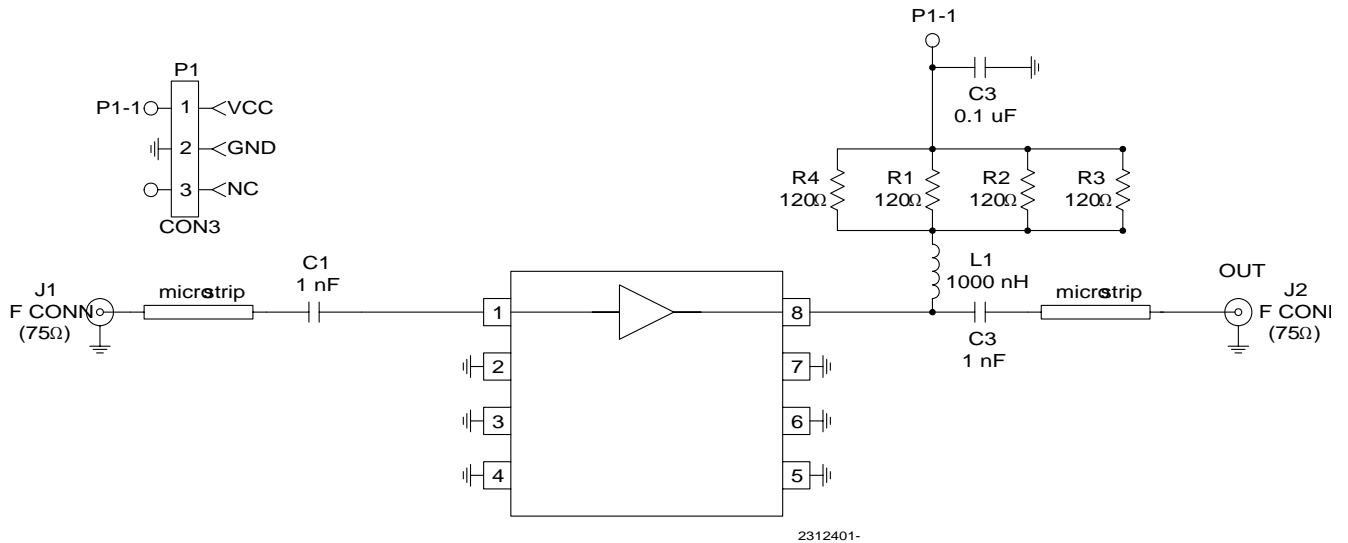 P1-1
C3
0.1 uF
P1
P1-1
1
VCC
2
GND
3
NC
CON3
R4
120Ω
R1
120Ω
R2
120Ω
R3
120Ω
J1
F CONN
(75Ω)
microstrip
C1
1 nF
1
2
3
4
8
7
6
5
L1
1000 nH
C3
1 nF
microstrip
OUT
J2
F CON
(75Ω)
2312401-